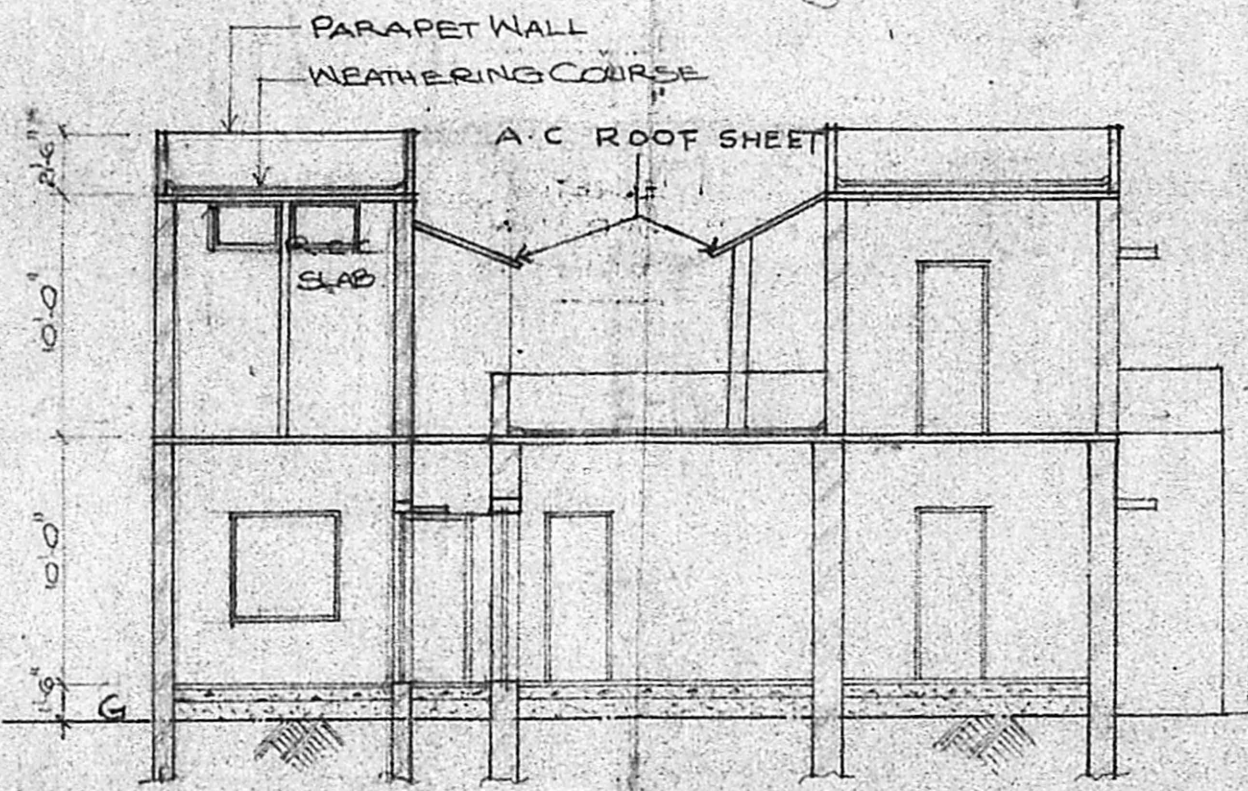 PARAPET WALL
WEATHERING COURSE
A.C ROOF SHEET
2'-6"
R.C.C
SLAB
10'-0"
10'-0"
1'-6"
G